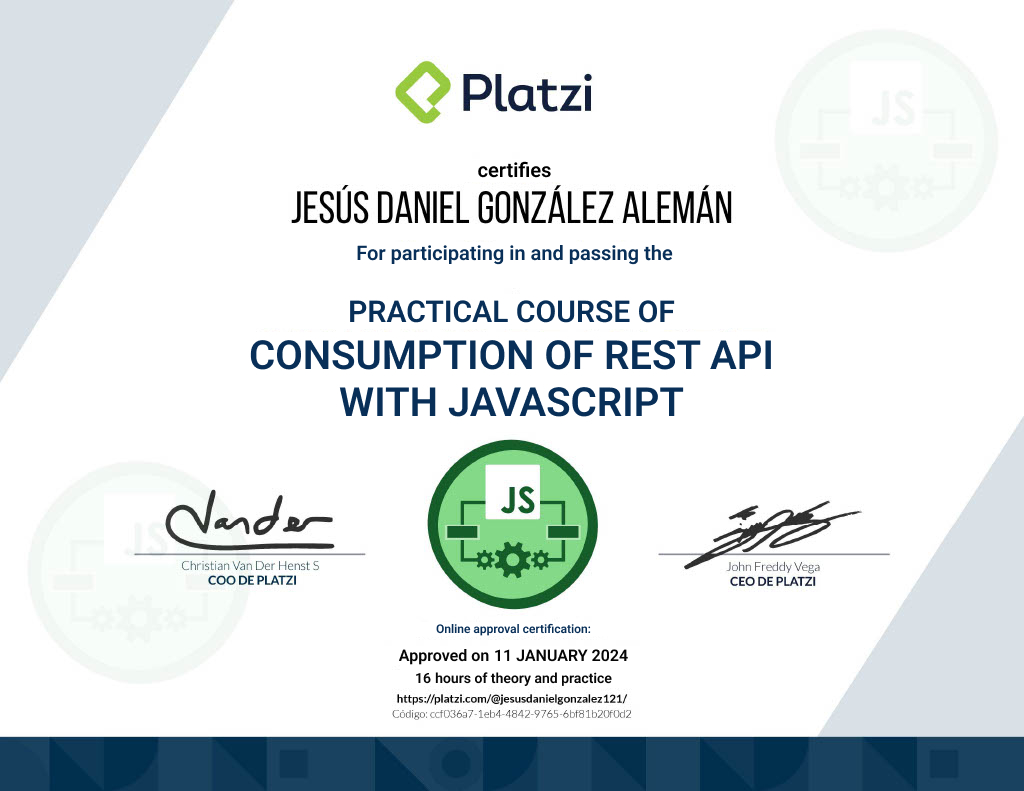 Platzi
certifies
JESÚS DANIEL GONZÁLEZ ALEMÁN
For participating in and passing the
PRACTICAL COURSE OF
CONSUMPTION OF REST API
WITH JAVASCRIPT
JS
JS
JS
Vander
Christian Van Der Henst S
COO DE PLATZI
John Freddy Vega
CEO DE PLATZI
Online approval certification:
Approved on 11 JANUARY 2024
16 hours of theory and practice
https://platzi.com/@jesusdanielgonzalez121/
Código: ccf036a7-1eb4-4842-9765-6bf81b20f0d2